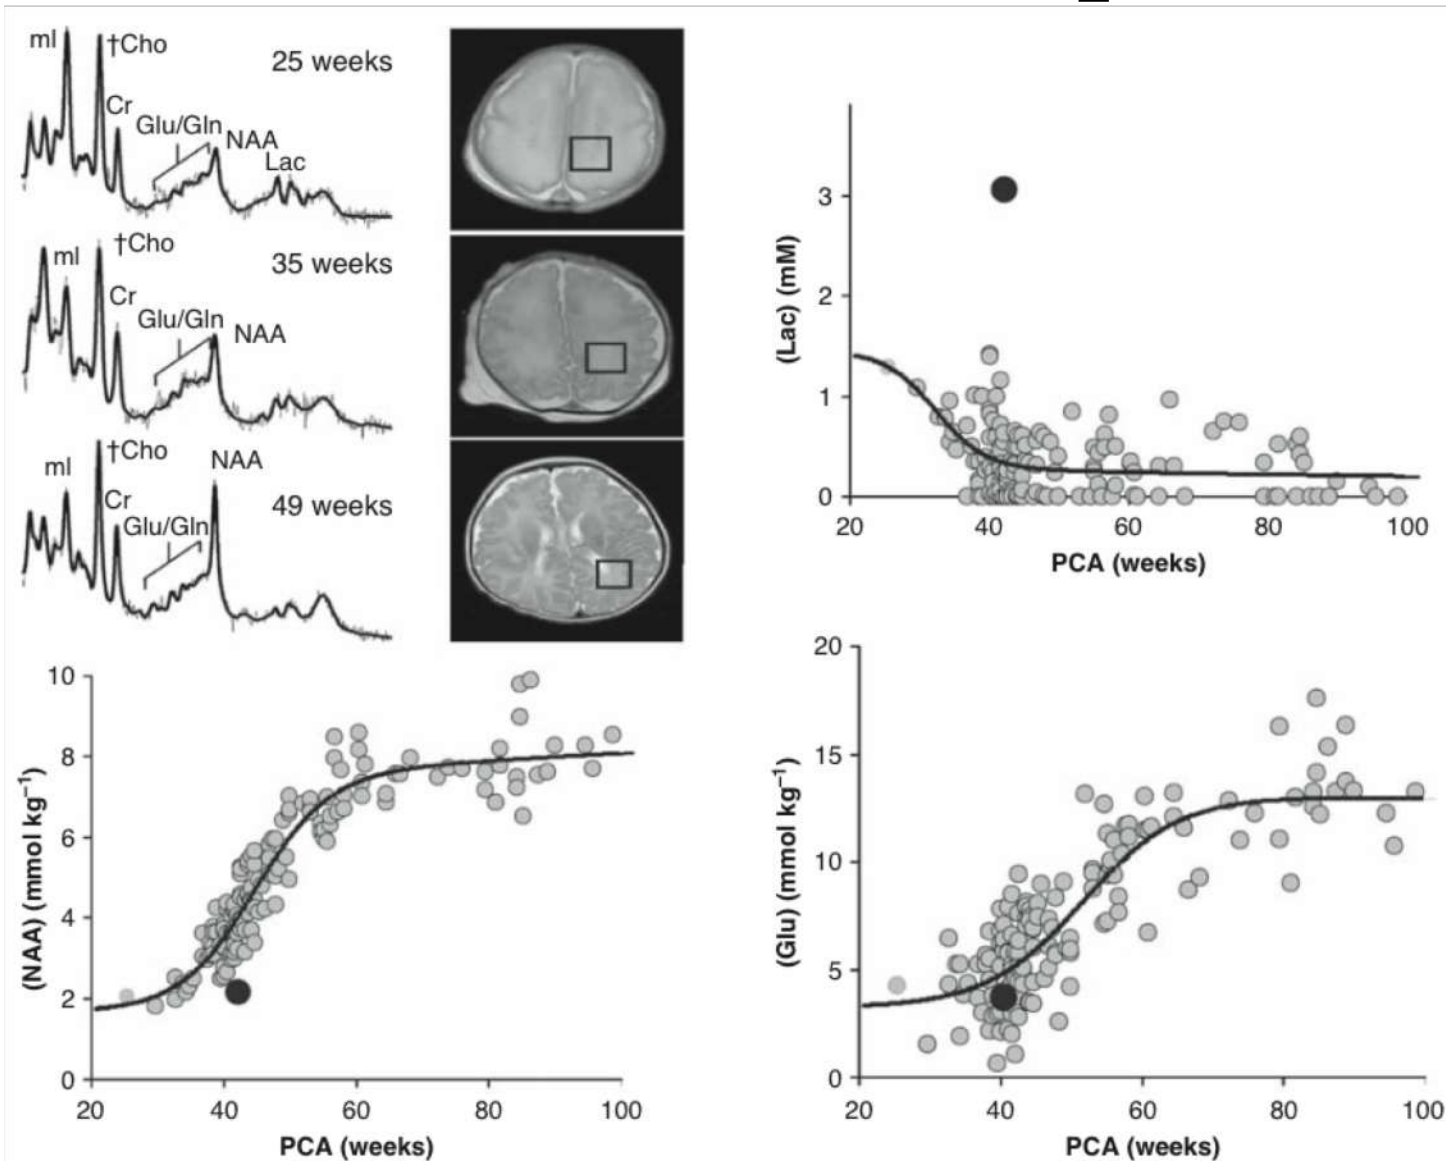 mI
†Cho
25 weeks
Cr
Glu/Gln
NAA
Lac
†Cho
mI
35 weeks
Cr
Glu/Gln
NAA
†Cho
mI
NAA
Cr
49 weeks
Glu/Gln
(Lac) (mM)
3
2
1
0
20 40 60 80 100
PCA (weeks)
(NAA) (mmol kg⁻¹)
10
8
6
4
2
0
20 40 60 80 100
PCA (weeks)
(Glu) (mmol kg⁻¹)
20
15
10
5
0
20 40 60 80 100
PCA (weeks)